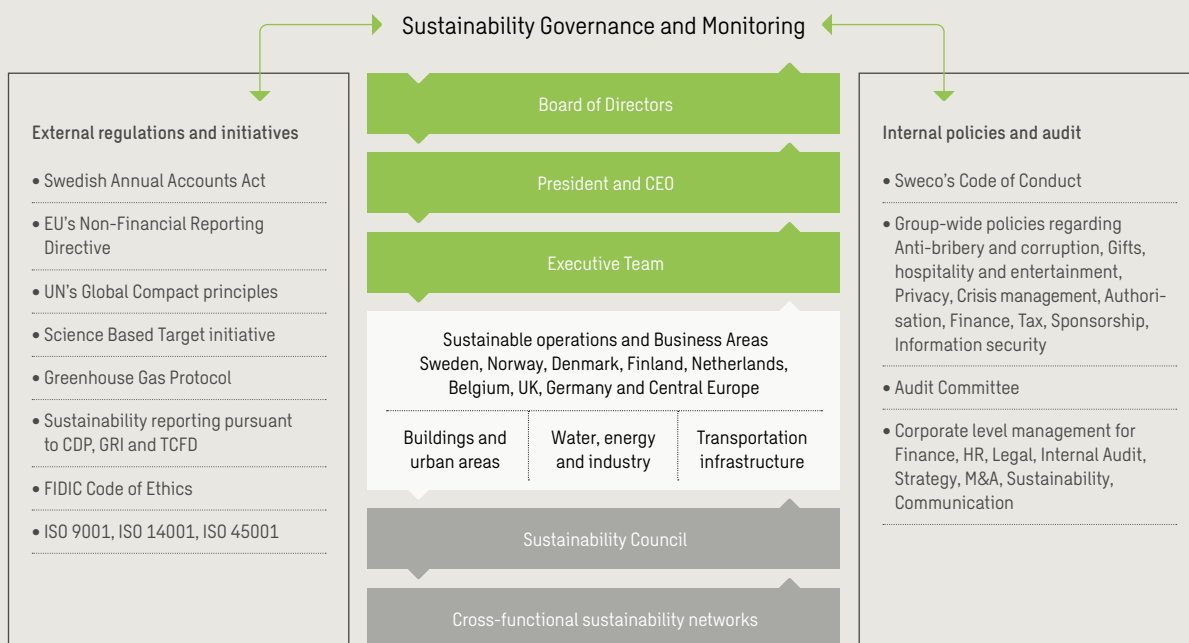 Sustainability Governance and Monitoring
External regulations and initiatives
• Swedish Annual Accounts Act
• EU's Non-Financial Reporting
Directive
• UN's Global Compact principles
• Science Based Target initiative
• Greenhouse Gas Protocol
• Sustainability reporting pursuant
to CDP, GRI and TCFD
• FIDIC Code of Ethics
• ISO 9001, ISO 14001, ISO 45001
Board of Directors
President and CEO
Executive Team
Sustainable operations and Business Areas
Sweden, Norway, Denmark, Finland, Netherlands,
Belgium, UK, Germany and Central Europe
Buildings and
urban areas
Water, energy
and industry
Transportation
infrastructure
Sustainability Council
Cross-functional sustainability networks
Internal policies and audit
• Sweco's Code of Conduct
• Group-wide policies regarding
Anti-bribery and corruption, Gifts,
hospitality and entertainment,
Privacy, Crisis management, Authori-
sation, Finance, Tax, Sponsorship,
Information security
• Audit Committee
• Corporate level management for
Finance, HR, Legal, Internal Audit,
Strategy, M&A, Sustainability,
Communication